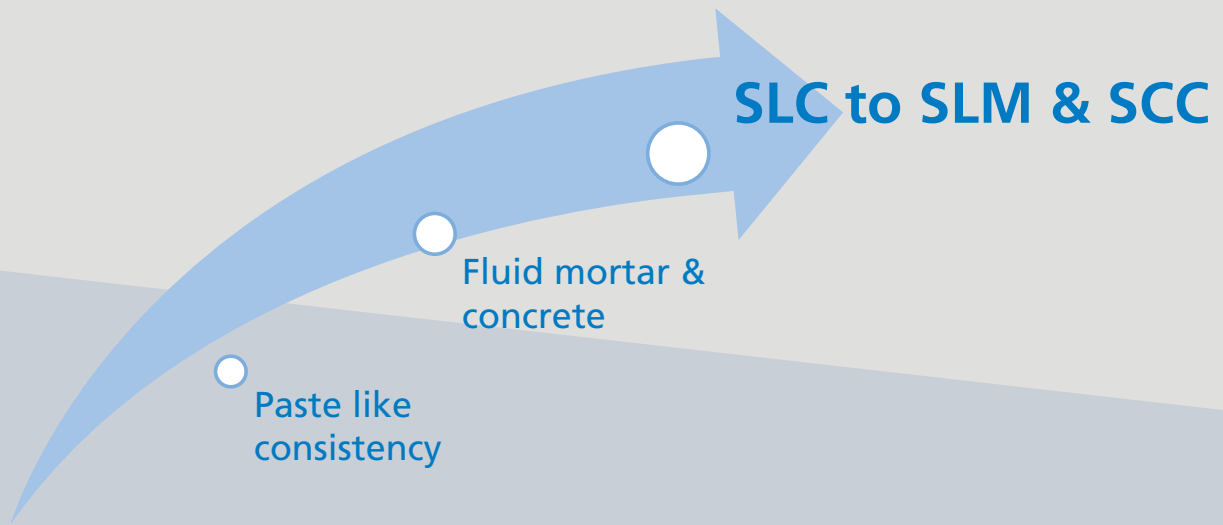 SLC to SLM & SCC
Fluid mortar &
concrete
Paste like
consistency